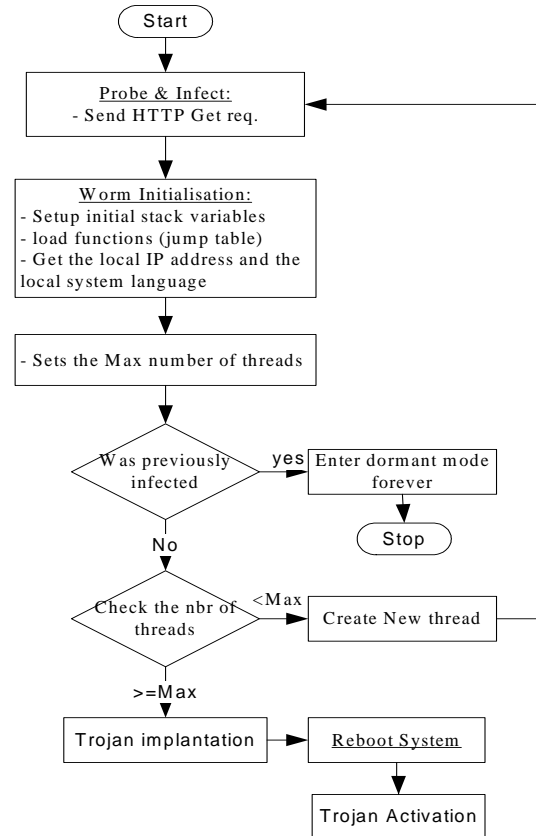 Start
Probe & Infect:
- Send HTTP Get req.
Worm Initialisation:
- Setup initial stack variables
- load functions (jump table)
- Get the local IP address and the
local system language
- Sets the Max number of threads
Was previously
infected
yes
Enter dormant mode
forever
Stop
No
Check the nbr of
threads
<Max
Create New thread
>=Max
Trojan implantation
Reboot System
Trojan Activation